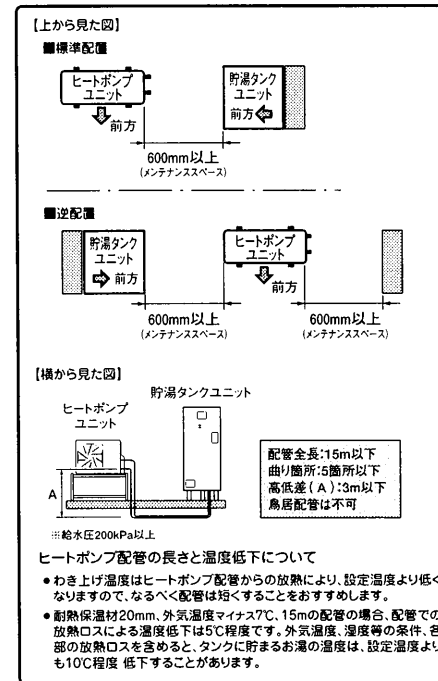 【上から見た図】
■標準配置
ヒートポンプ
ユニット
前方
貯湯タンク
ユニット
前方
600mm以上
(メンテナンススペース)
■逆配置
貯湯タンク
ユニット
前方
ヒートポンプ
ユニット
前方
600mm以上
(メンテナンススペース)
600mm以上
(メンテナンススペース)
【横から見た図】
貯湯タンクユニット
ヒートポンプ
ユニット
A
配管全長:15m以下
曲り箇所:5箇所以下
高低差(A):3m以下
鳥居配管は不可
※給水圧200kPa以上
ヒートポンプ配管の長さと温度低下について
●わき上げ温度はヒートポンプ配管からの放熱により、設定温度より低く
なりますので、なるべく配管は短くすることをおすすめします。
●耐熱保温材20mm、外気温度マイナス7℃、15mの配管の場合、配管での
放熱ロスによる温度低下は5℃程度です。外気温度、湿度等の条件、各
部の放熱ロスを含めると、タンクに貯まるお湯の温度は、設定温度より
も10℃程度 低下することがあります。